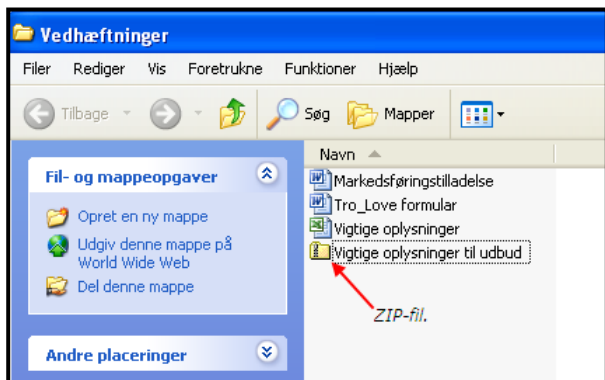 Vedhæftninger
Filer Rediger Vis Foretrukne Funktioner Hjælp
Tilbage Søg Mapper
Navn
Fil- og mappeopgaver
Opret en ny mappe
Udgiv denne mappe på
World Wide Web
Del denne mappe
Andre placeringer
Markedsføringstilladelse
Tro_Love formular
Vigtige oplysninger
Vigtige oplysninger til udbud
ZIP-fil.